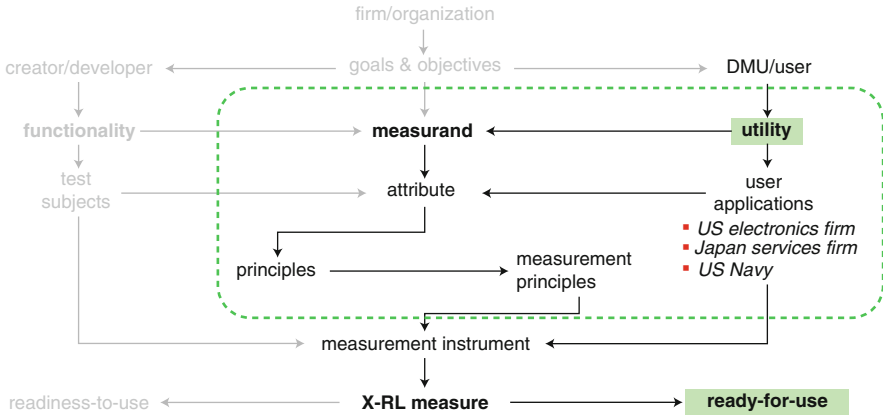 firm/organization
creator/developer
goals & objectives
DMU/user
functionality
measurand
utility
test
subjects
attribute
user
applications
US electronics firm
Japan services firm
US Navy
principles
measurement
principles
measurement instrument
readiness-to-use
X-RL measure
ready-for-use